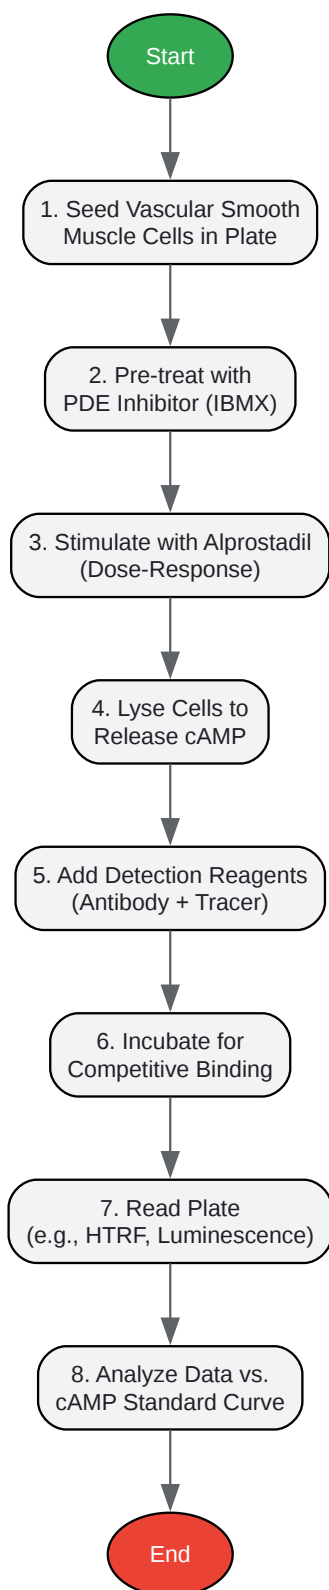 Start
1. Seed Vascular Smooth
Muscle Cells in Plate
2. Pre-treat with
PDE Inhibitor (IBMX)
3. Stimulate with Alprostadil
(Dose-Response)
4. Lyse Cells to
Release cAMP
5. Add Detection Reagents
(Antibody + Tracer)
6. Incubate for
Competitive Binding
7. Read Plate
(e.g., HTRF, Luminescence)
8. Analyze Data vs.
cAMP Standard Curve
End